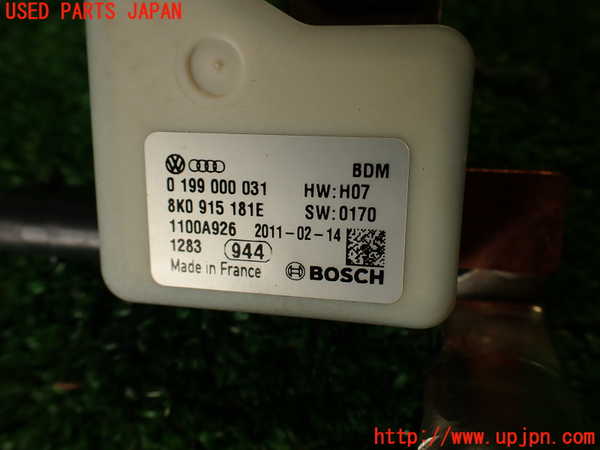 USED PARTS JAPAN
BDM
0 199 000 031 HW:H07
8K0 915 181E SW:0170
1100A926 2011-02-14
1283 944
Made in France BOSCH
http://www.upjpn.com/